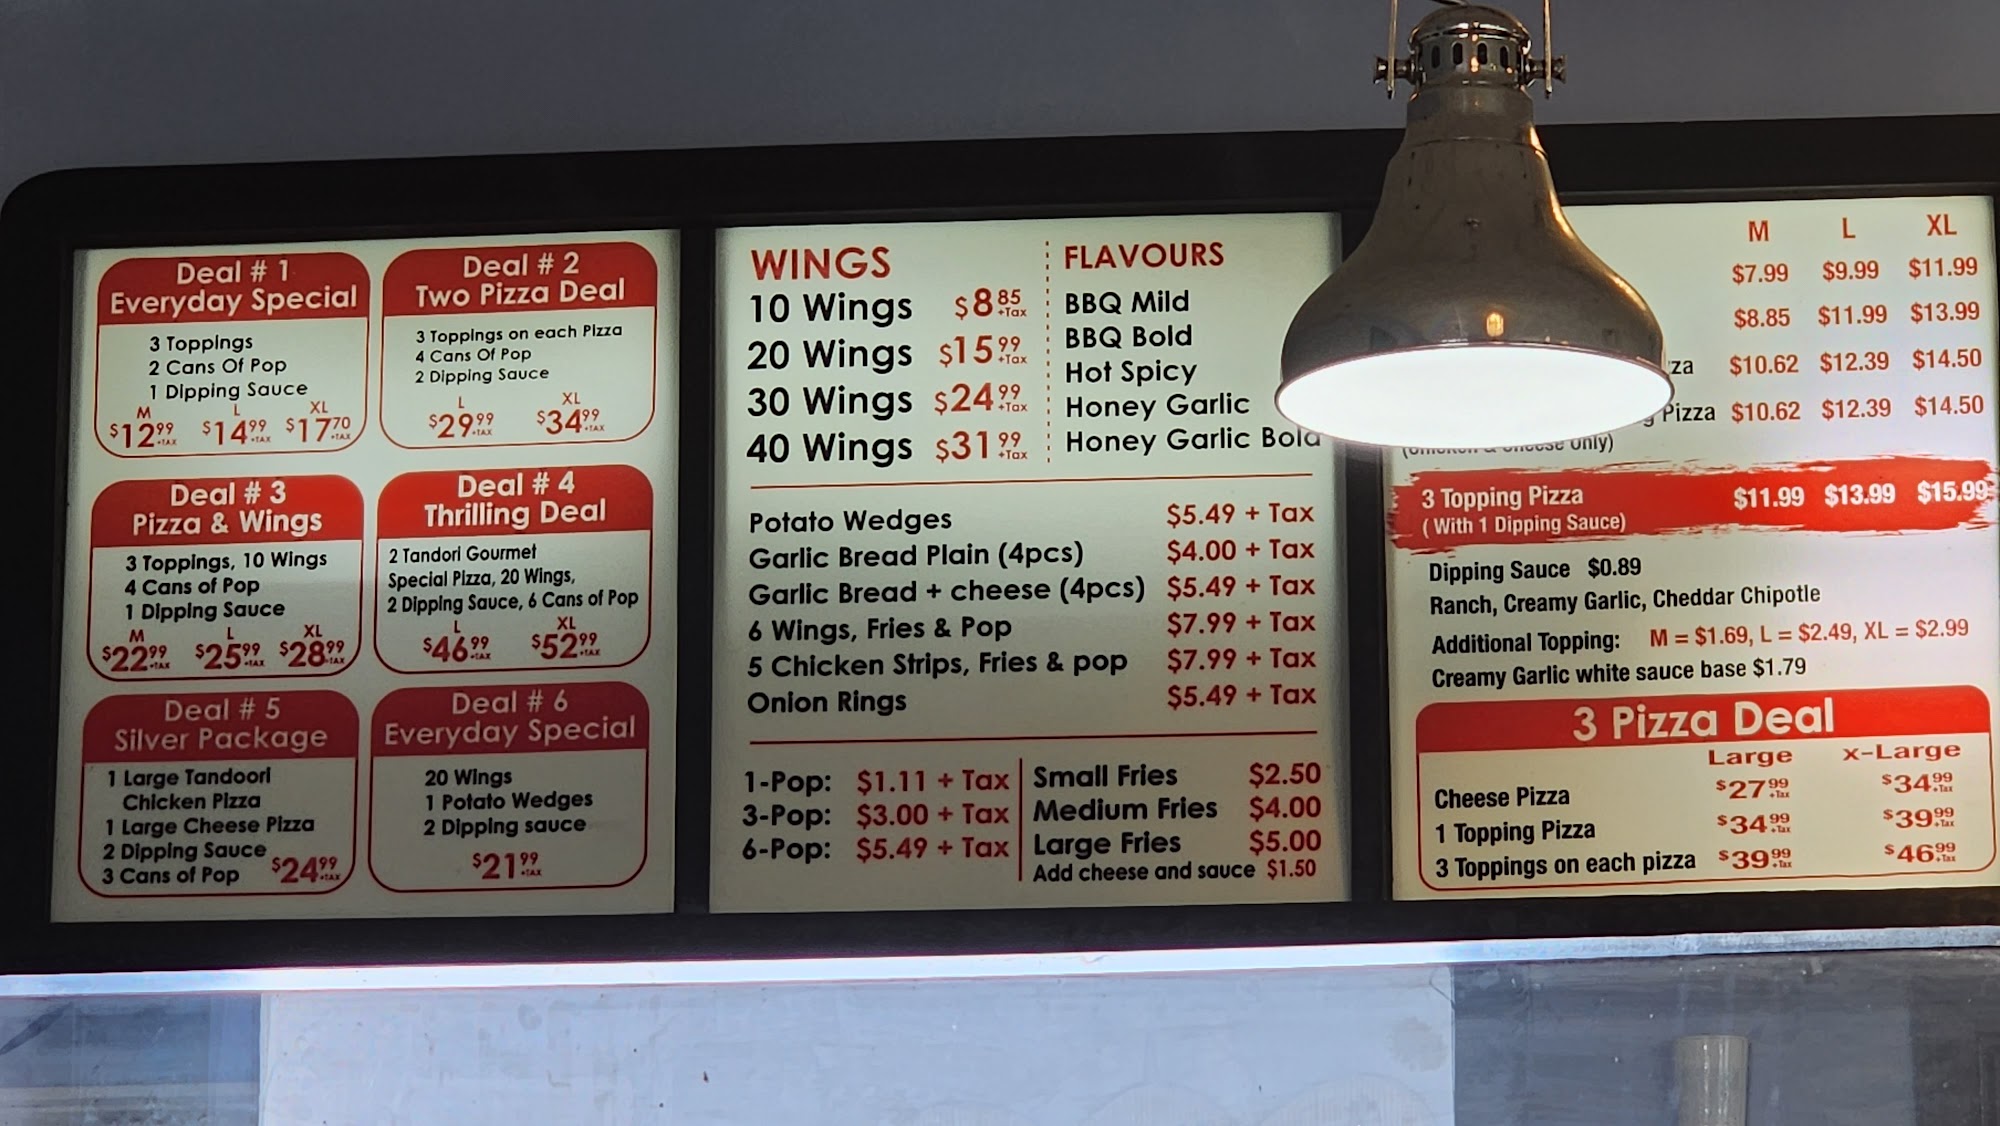 Deal # 1
Everyday Special
3 Toppings
2 Cans Of Pop
1 Dipping Sauce
M L XL
$12.99 +TAX $14.99 +TAX $17.70 +TAX
Deal # 2
Two Pizza Deal
3 Toppings on each Pizza
4 Cans Of Pop
2 Dipping Sauce
L XL
$29.99 +TAX $34.99 +TAX
Deal # 3
Pizza & Wings
3 Toppings, 10 Wings
4 Cans of Pop
1 Dipping Sauce
M L XL
$22.99 +TAX $25.99 +TAX $28.99 +TAX
Deal # 4
Thrilling Deal
2 Tandori Gourmet
Special Pizza, 20 Wings,
2 Dipping Sauce, 6 Cans of Pop
L XL
$46.99 +TAX $52.99 +TAX
Deal # 5
Silver Package
1 Large Tandoori
Chicken Pizza
1 Large Cheese Pizza
2 Dipping Sauce
3 Cans of Pop $24.99 +TAX
Deal # 6
Everyday Special
20 Wings
1 Potato Wedges
2 Dipping sauce
$21.99 +TAX
WINGS
10 Wings $8.85 +Tax
20 Wings $15.99 +Tax
30 Wings $24.99 +Tax
40 Wings $31.99 +Tax
FLAVOURS
BBQ Mild
BBQ Bold
Hot Spicy
Honey Garlic
Honey Garlic Bold
Potato Wedges $5.49 + Tax
Garlic Bread Plain (4pcs) $4.00 + Tax
Garlic Bread + cheese (4pcs) $5.49 + Tax
6 Wings, Fries & Pop $7.99 + Tax
5 Chicken Strips, Fries & pop $7.99 + Tax
Onion Rings $5.49 + Tax
1-Pop: $1.11 + Tax
3-Pop: $3.00 + Tax
6-Pop: $5.49 + Tax
Small Fries $2.50
Medium Fries $4.00
Large Fries $5.00
Add cheese and sauce $1.50
M L XL
$7.99 $9.99 $11.99
$8.85 $11.99 $13.99
$10.62 $12.39 $14.50
Pizza $10.62 $12.39 $14.50
only)
3 Topping Pizza $11.99 $13.99 $15.99
( With 1 Dipping Sauce)
Dipping Sauce $0.89
Ranch, Creamy Garlic, Cheddar Chipotle
Additional Topping: M = $1.69, L = $2.49, XL = $2.99
Creamy Garlic white sauce base $1.79
3 Pizza Deal
Large x-Large
Cheese Pizza $27.99 +Tax $34.99 +Tax
1 Topping Pizza $34.99 +Tax $39.99 +Tax
3 Toppings on each pizza $39.99 +Tax $46.99 +Tax